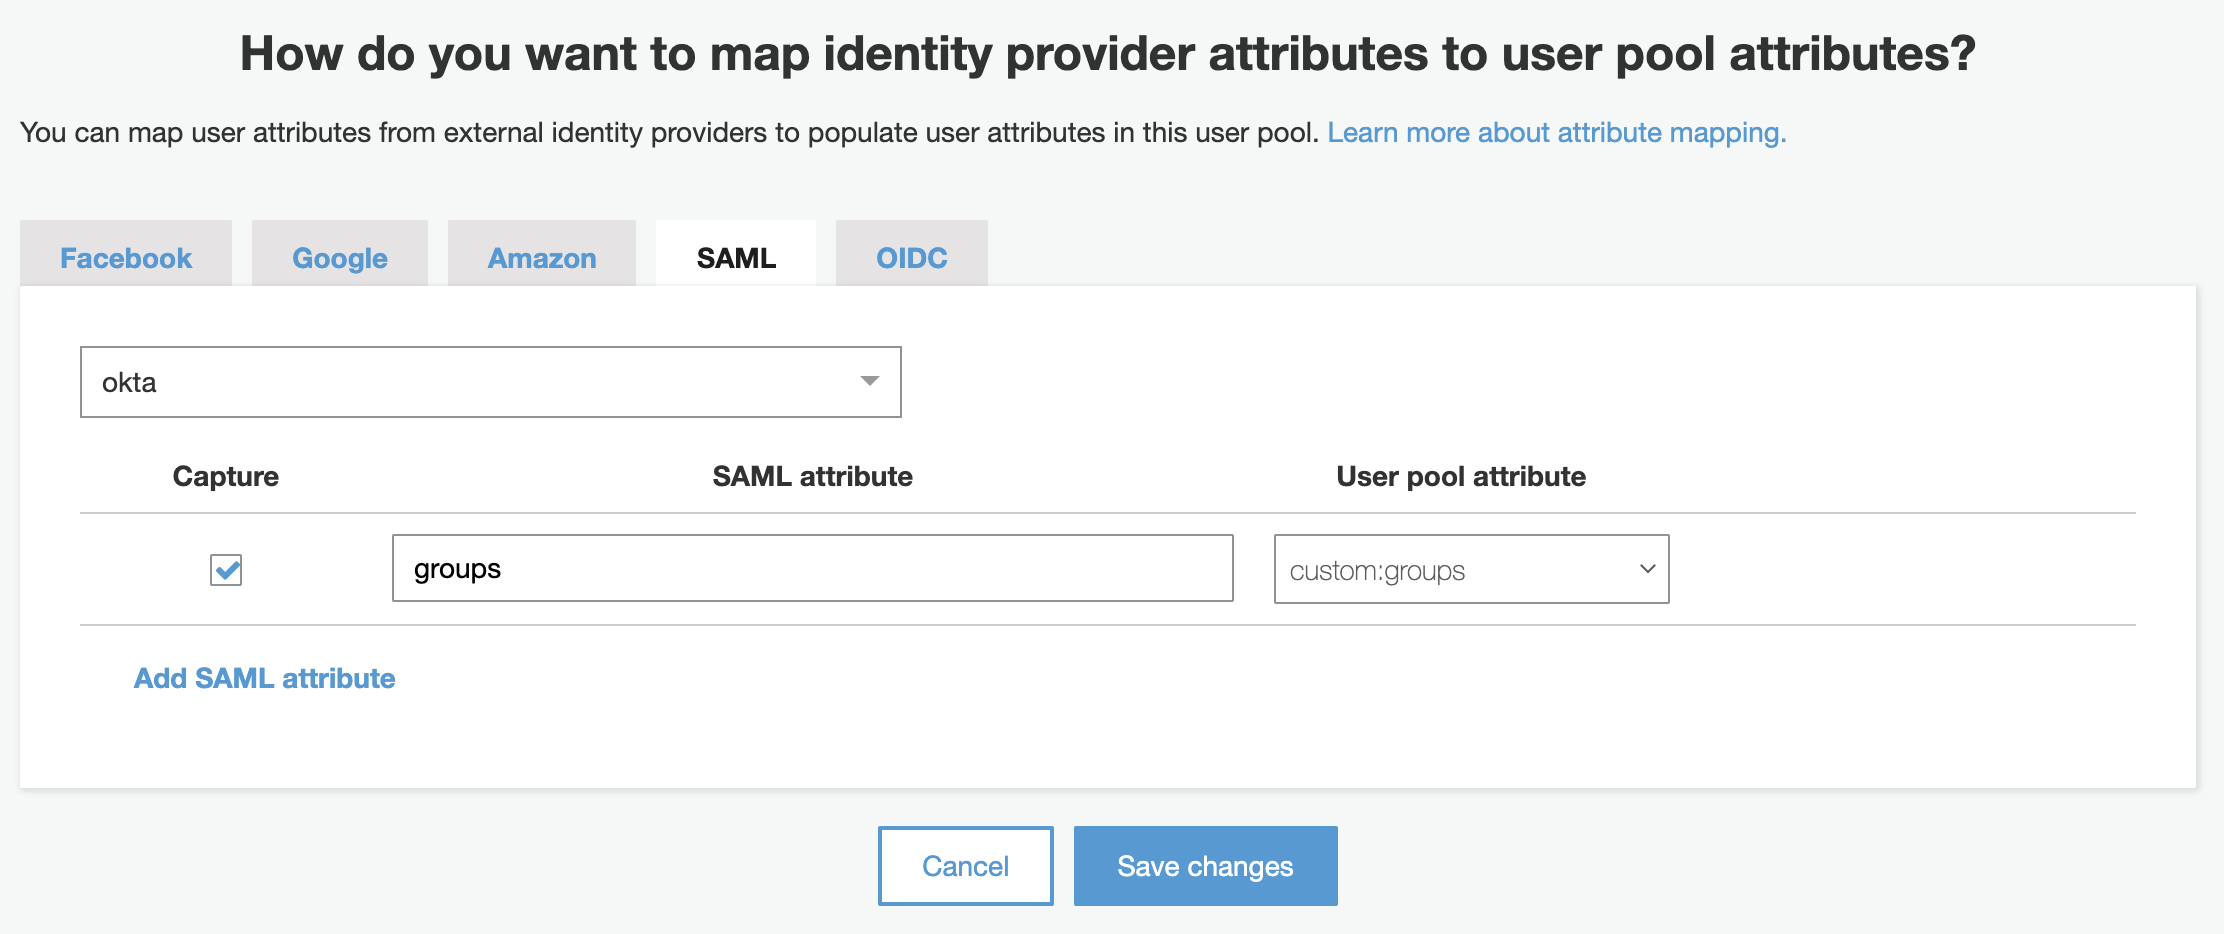 How do you want to map identity provider attributes to user pool attributes?
You can map user attributes from external identity providers to populate user attributes in this user pool. Learn more about attribute mapping.
Facebook Google Amazon SAML OIDC
okta
Capture SAML attribute User pool attribute
groups custom:groups
Add SAML attribute
Cancel Save changes